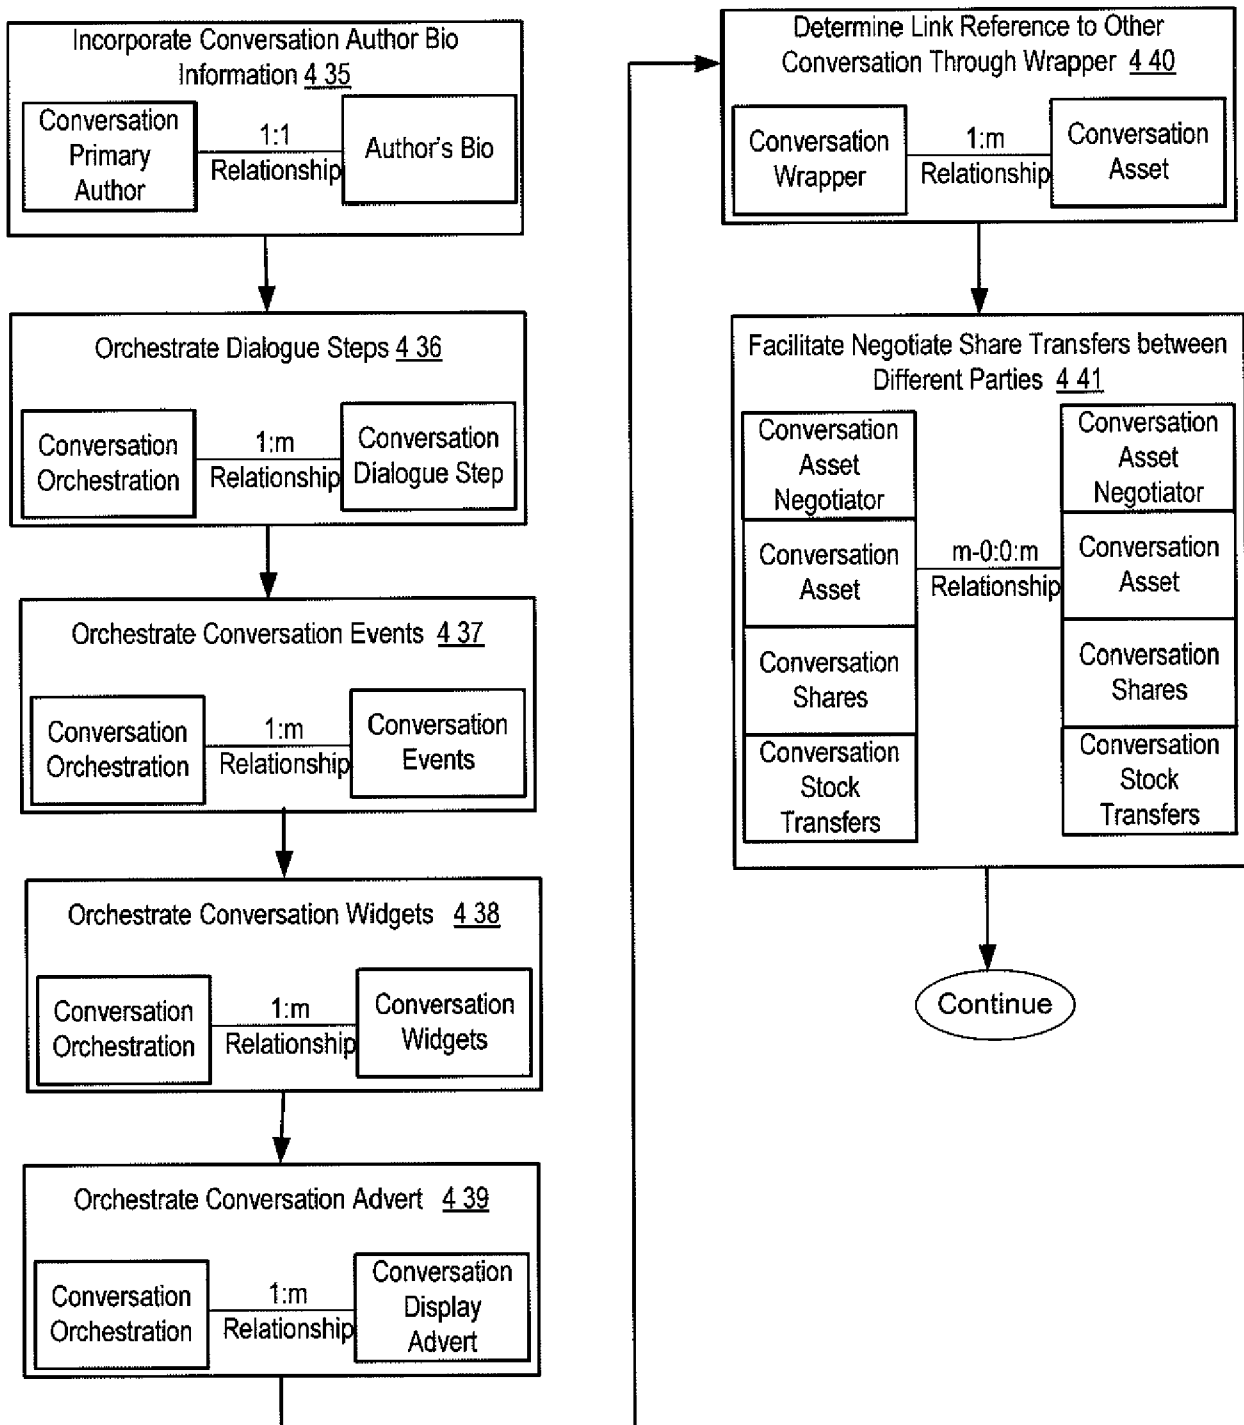 Incorporate Conversation Author Bio
Information 4 35
Conversation
Primary
Author
1:1
Relationship
Author's Bio
Orchestrate Dialogue Steps 4 36
Conversation
Orchestration
1:m
Relationship
Conversation
Dialogue Step
Orchestrate Conversation Events 4 37
Conversation
Orchestration
1:m
Relationship
Conversation
Events
Orchestrate Conversation Widgets 4 38
Conversation
Orchestration
1:m
Relationship
Conversation
Widgets
Orchestrate Conversation Advert 4 39
Conversation
Orchestration
1:m
Relationship
Conversation
Display
Advert
Determine Link Reference to Other
Conversation Through Wrapper 4 40
Conversation
Wrapper
1:m
Relationship
Conversation
Asset
Facilitate Negotiate Share Transfers between
Different Parties 4 41
Conversation
Asset
Negotiator
Conversation
Asset
Conversation
Shares
Conversation
Stock
Transfers
m-0:0:m
Relationship
Conversation
Asset
Negotiator
Conversation
Asset
Conversation
Shares
Conversation
Stock
Transfers
Continue